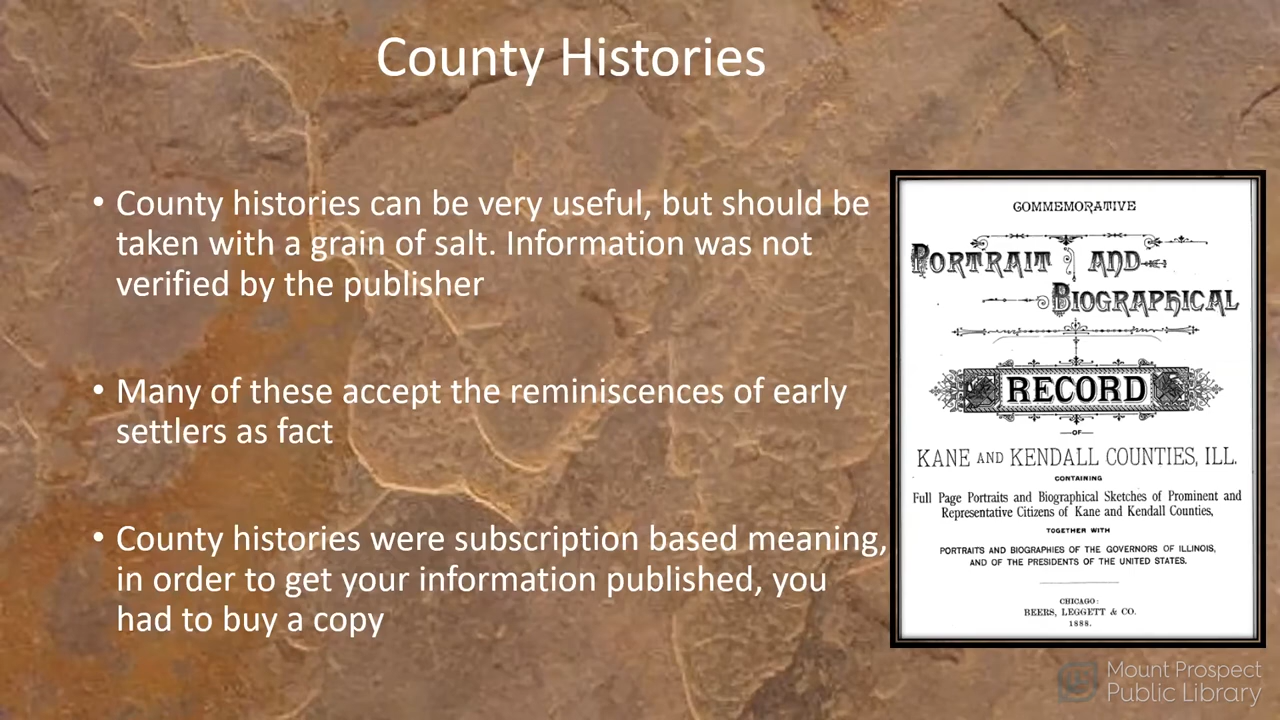 County Histories
• County histories can be very useful, but should be
taken with a grain of salt. Information was not
verified by the publisher
• Many of these accept the reminiscences of early
settlers as fact
• County histories were subscription based meaning,
in order to get your information published, you
had to buy a copy
COMMEMORATIVE
PORTRAIT AND
BIOGRAPHICAL
RECORD
—OF—
KANE AND KENDALL COUNTIES, ILL.
CONTAINING
Full Page Portraits and Biographical Sketches of Prominent and
Representative Citizens of Kane and Kendall Counties,
TOGETHER WITH
PORTRAITS AND BIOGRAPHIES OF THE GOVERNORS OF ILLINOIS,
AND OF THE PRESIDENTS OF THE UNITED STATES.
CHICAGO:
BEERS, LEGGETT & CO.
1888.
Mount Prospect
Public Library